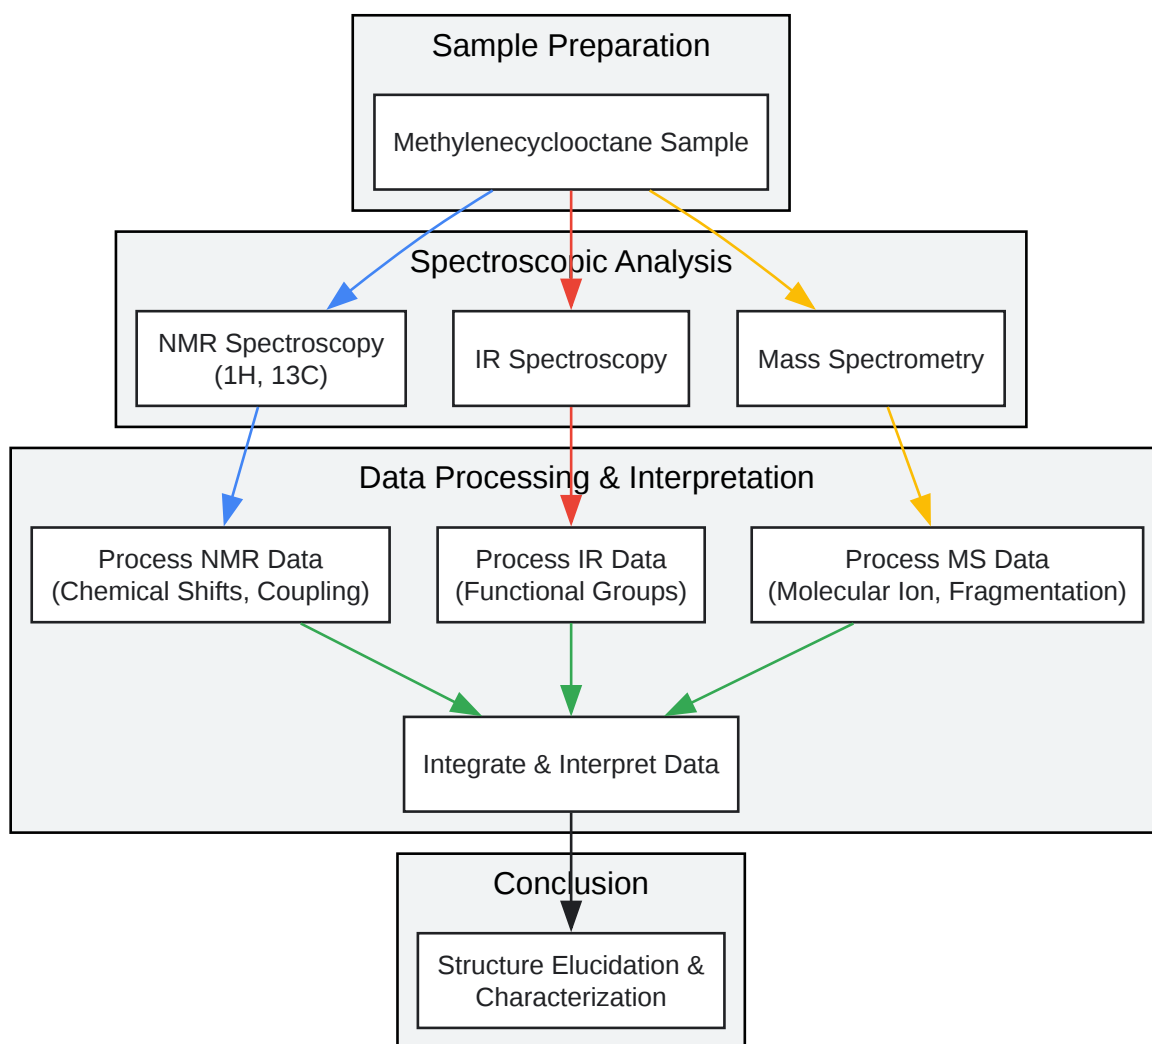 Sample Preparation
Methylenecyclooctane Sample
Spectroscopic Analysis
NMR Spectroscopy
(1H, 13C)
IR Spectroscopy
Mass Spectrometry
Data Processing & Interpretation
Process NMR Data
(Chemical Shifts, Coupling)
Process IR Data
(Functional Groups)
Process MS Data
(Molecular Ion, Fragmentation)
Integrate & Interpret Data
Conclusion
Structure Elucidation &
Characterization